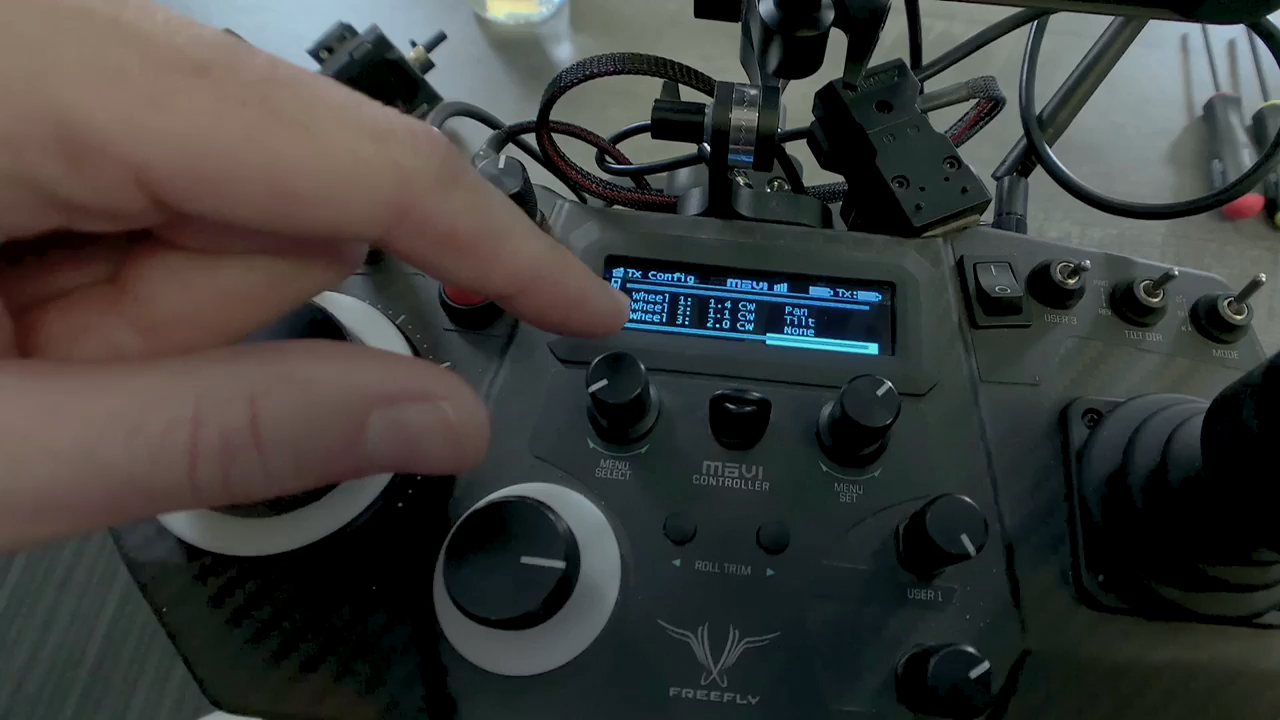 Tx Config MōVI Tx:
Wheel 1: 1.4 CW Pan
Wheel 2: 1.1 CW Tilt
Wheel 3: 2.0 CW None
USER 3
TILT DIR
MODE
MENU
SELECT
MōVI
CONTROLLER
MENU
SET
ROLL TRIM
USER 1
FREEFLY